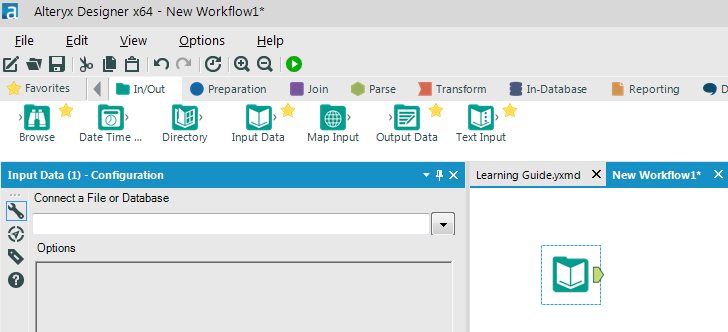 Alteryx Designer x64 - New Workflow1*
File Edit View Options Help
Favorites In/Out Preparation Join Parse Transform In-Database Reporting D
Browse Date Time ... Directory Input Data Map Input Output Data Text Input
Input Data (1) - Configuration
Learning Guide.yxmd New Workflow1*
Connect a File or Database
Options